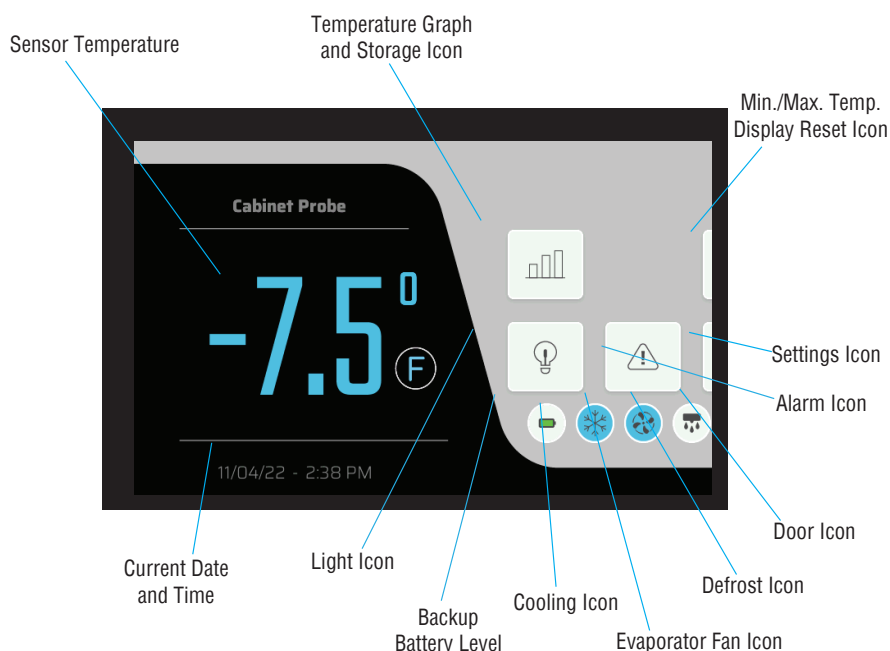 Temperature Graph
and Storage Icon
Sensor Temperature
Min./Max. Temp.
Display Reset Icon
Cabinet Probe
-7.5°
F
Settings Icon
Alarm Icon
11/04/22 - 2:38 PM
Door Icon
Light Icon
Current Date
and Time
Defrost Icon
Cooling Icon
Backup
Battery Level
Evaporator Fan Icon